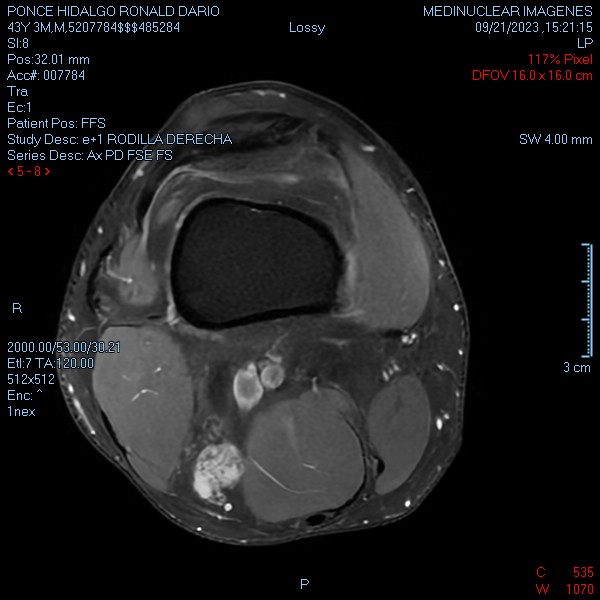 PONCE HIDALGO RONALD DARIO
43Y 3M,M,5207784$$$485284
Sl:8
Pos:32.01 mm
Acc#: 007784
Tra
Ec:1
Patient Pos: FFS
Study Desc: e+1 RODILLA DERECHA
Series Desc: Ax PD FSE FS
< 5 - 8 >
Lossy
MEDINUCLEAR IMAGENES
09/21/2023 ,15:21:15
LP
117% Pixel
DFOV 16.0 x 16.0 cm
SW 4.00 mm
R
2000.00/53.00/30.21
Etl:7 TA:120.00
512x512
Enc: ^
1nex
3 cm
P
C 535
W 1070